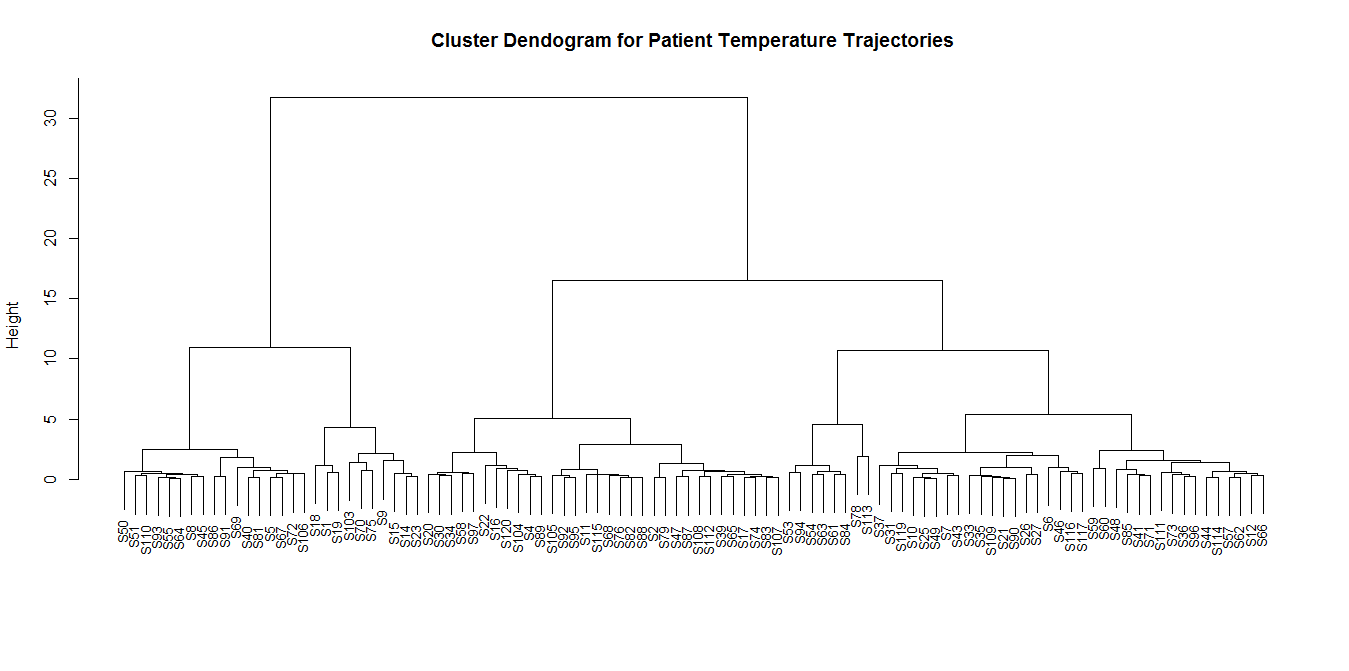 Cluster Dendogram for Patient Temperature Trajectories
Height
30
25
20
15
10
5
0
S50
S51
S110
S93
S55
S64
S8
S45
S86
S91
S69
S40
S81
S5
S67
S72
S106
S18
S1
S19
S103
S70
S75
S9
S15
S14
S23
S20
S30
S34
S58
S97
S22
S16
S120
S104
S4
S89
S105
S92
S95
S11
S115
S68
S76
S82
S88
S2
S79
S47
S87
S108
S112
S39
S65
S17
S74
S83
S107
S53
S94
S54
S63
S61
S84
S78
S113
S37
S31
S119
S10
S25
S49
S7
S43
S33
S35
S109
S21
S90
S26
S27
S6
S46
S116
S117
S59
S60
S48
S85
S41
S71
S111
S73
S36
S96
S44
S114
S57
S62
S12
S66